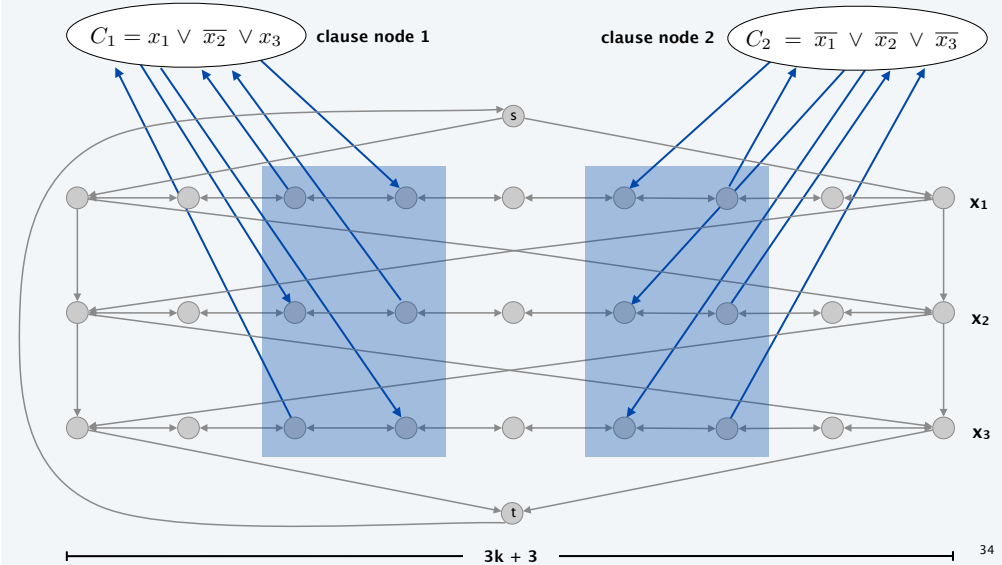 C₁ = x₁ ∨ x̅₂ ∨ x₃
clause node 1
clause node 2
C₂ = x̅₁ ∨ x̅₂ ∨ x̅₃
s
x₁
x₂
x₃
t
3k + 3
34